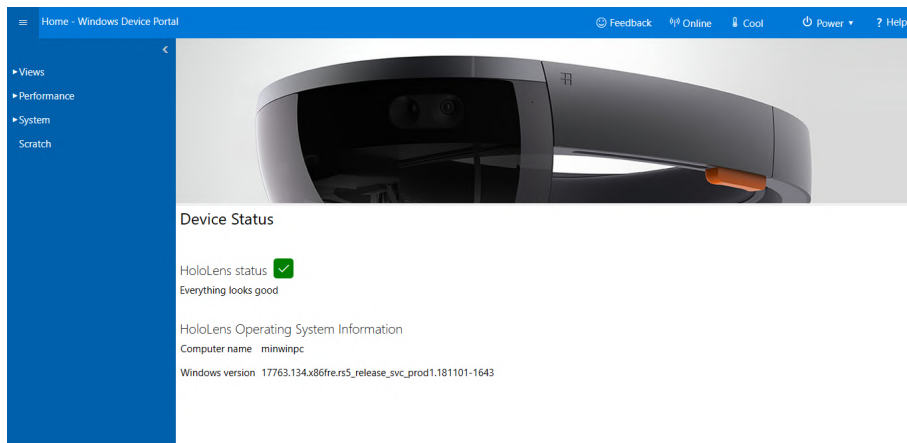 Home - Windows Device Portal
Feedback
Online
Cool
Power
? Help
Views
Performance
System
Scratch
Device Status
HoloLens status
Everything looks good
HoloLens Operating System Information
Computer name minwinpc
Windows version 17763.134.x86fre.rs5_release_svc_prod1.181101-1643